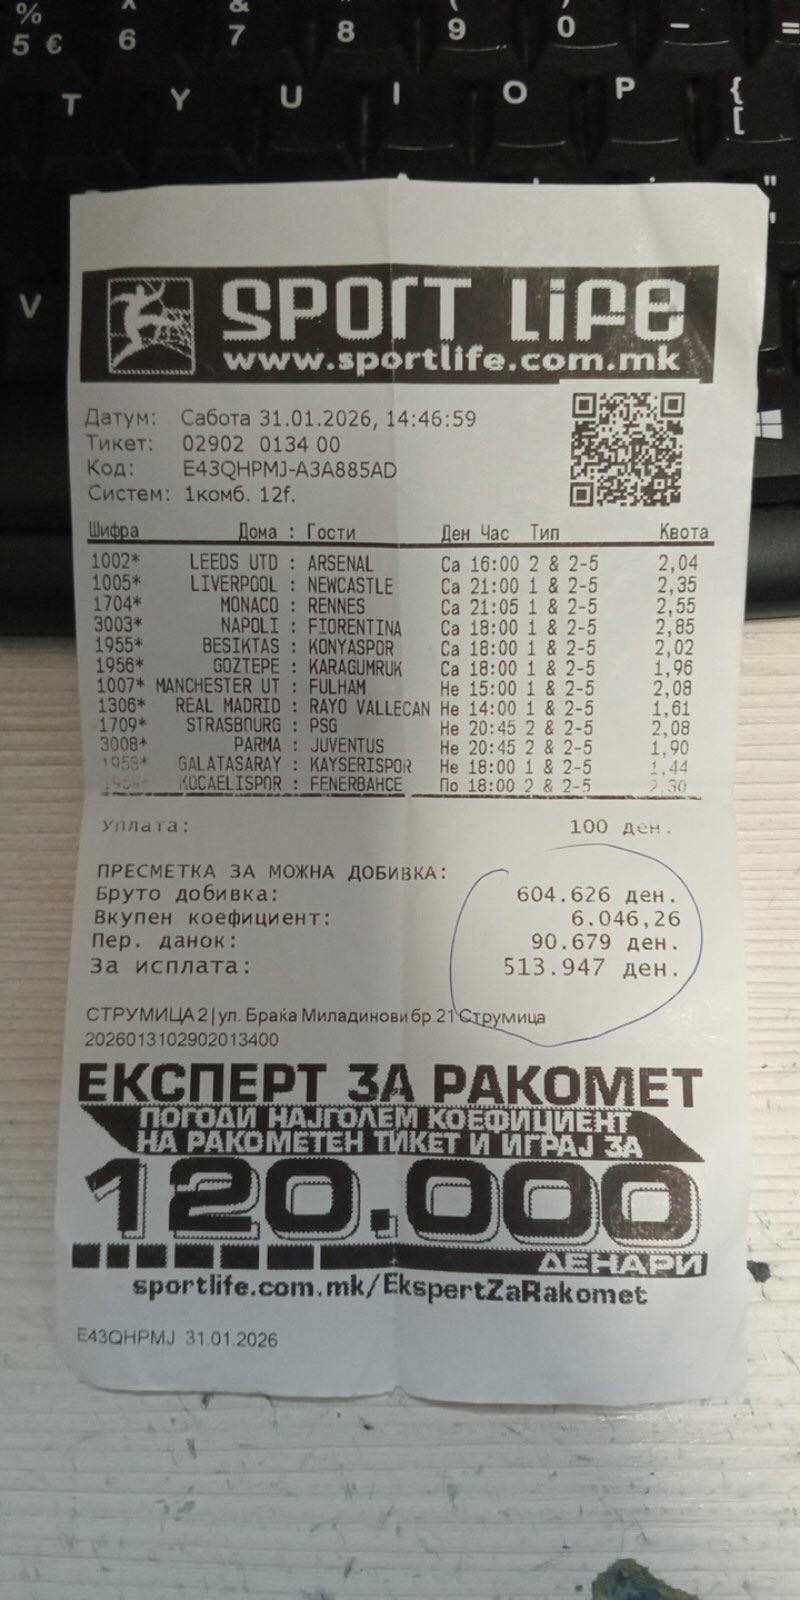 %
5 €
^
6
&
7
8
(
9
)
0
–
=
T Y U I O P { [
"
'
V
SPORT LIFE
www.sportlife.com.mk
Датум: Сабота 31.01.2026, 14:46:59
Тикет: 02902 0134 00
Код: E43QHPMJ-A3A885AD
Систем: 1комб. 12f.
Шифра Дома : Гости Ден Час Тип Квота
1002* LEEDS UTD : ARSENAL Са 16:00 2 & 2-5 2,04
1005* LIVERPOOL : NEWCASTLE Са 21:00 1 & 2-5 2,35
1704* MONACO : RENNES Са 21:05 1 & 2-5 2,55
3003* NAPOLI : FIORENTINA Са 18:00 1 & 2-5 2,85
1955* BESIKTAS : KONYASPOR Са 18:00 1 & 2-5 2,02
1956* GOZTEPE : KARAGUMRUK Са 18:00 1 & 2-5 1,96
1007* MANCHESTER UT : FULHAM Не 15:00 1 & 2-5 2,08
1306* REAL MADRID : RAYO VALLECAN Не 14:00 1 & 2-5 1,61
1709* STRASBOURG : PSG Не 20:45 2 & 2-5 2,08
3008* PARMA : JUVENTUS Не 20:45 2 & 2-5 1,90
GALATASARAY : KAYSERISPOR Не 18:00 1 & 2-5 1,44
KOCAELISPOR : FENERBAHCE По 18:00 2 & 2-5 2,30
Уплата: 100 ден.
ПРЕСМЕТКА ЗА МОЖНА ДОБИВКА:
Бруто добивка: 604.626 ден.
Вкупен коефициент: 6.046,26
Пер. данок: 90.679 ден.
За исплата: 513.947 ден.
СТРУМИЦА 2|ул. Браќа Миладинови бр.21 Струмица
2026013102902013400
ЕКСПЕРТ ЗА РАКОМЕТ
ПОГОДИ НАЈГОЛЕМ КОЕФИЦИЕНТ
НА РАКОМЕТЕН ТИКЕТ И ИГРАЈ ЗА
120.000
ДЕНАРИ
sportlife.com.mk/EkspertZaRakomet
E43QHPMJ 31.01.2026